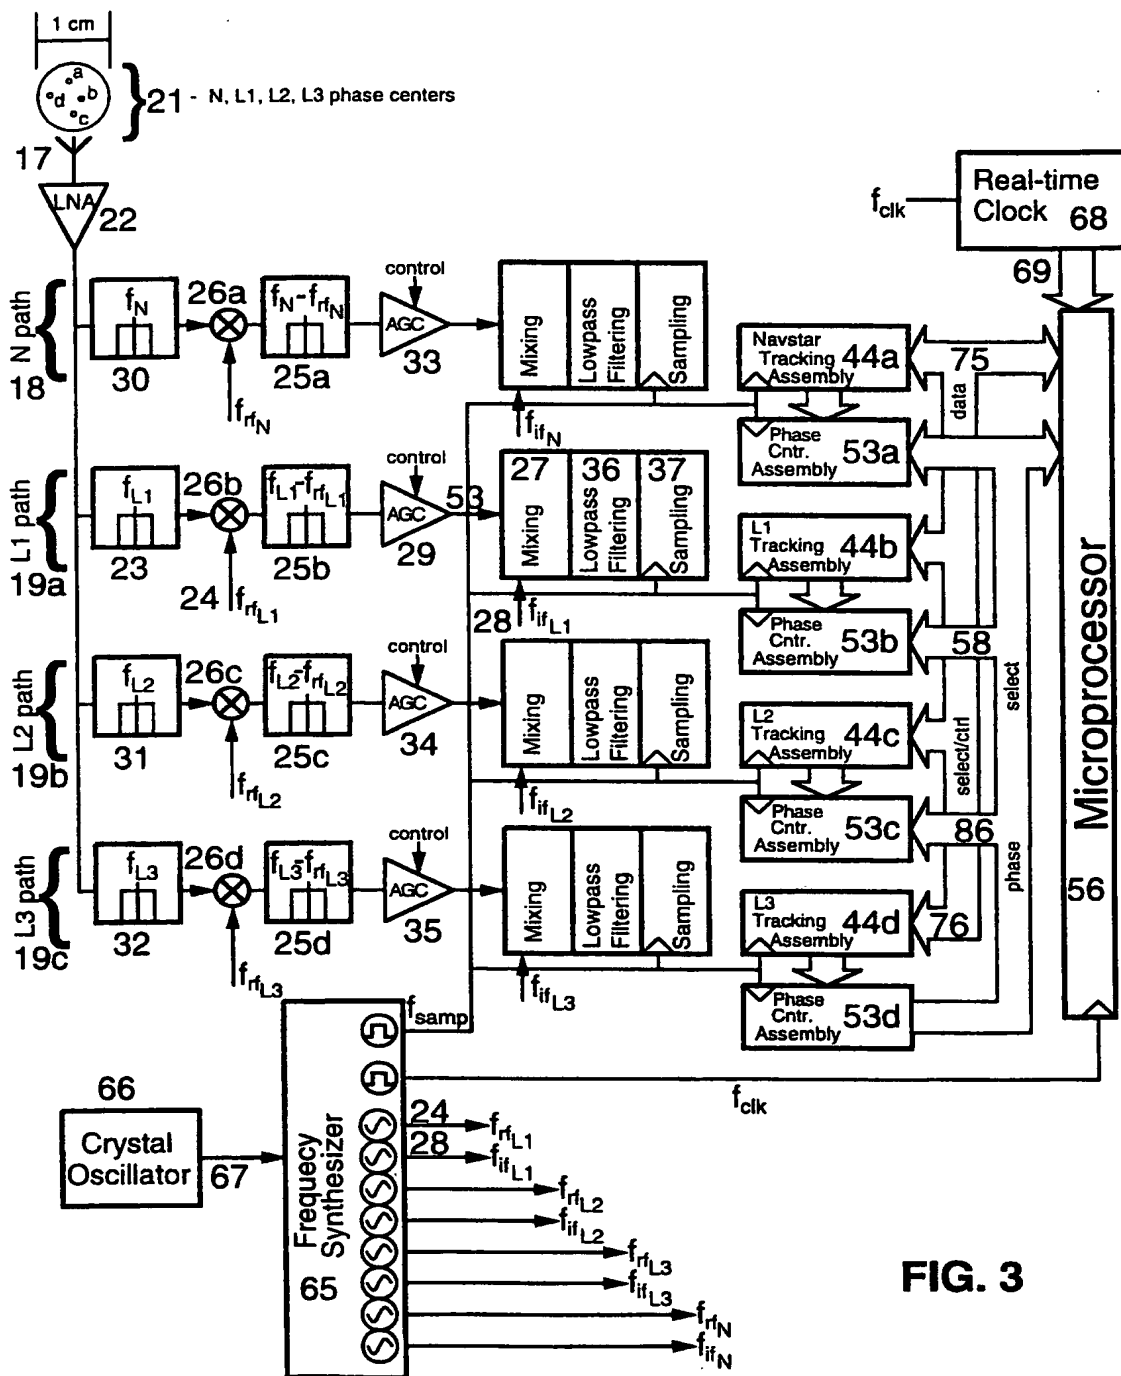 1 cm
a
d b
c
21 - N, L1, L2, L3 phase centers
17
LNA
22
Real-time
Clock 68
f_clk
69
18 N path
f_N
30
26a
f_rf_N
f_N-f_rf_N
25a
control
AGC
33
Mixing
Lowpass
Filtering
Sampling
f_if_N
Navstar
Tracking
Assembly
44a
75
data
Phase
Cntr.
Assembly
53a
19a L1 path
f_L1
23
26b
24
f_rf_L1
f_L1-f_rf_L1
25b
control
AGC
29
53
27
Mixing
36
Lowpass
Filtering
37
Sampling
28
f_if_L1
L1
Tracking
Assembly
44b
Phase
Cntr.
Assembly
53b
58
19b L2 path
f_L2
31
26c
f_rf_L2
f_L2-f_rf_L2
25c
control
AGC
34
Mixing
Lowpass
Filtering
Sampling
f_if_L2
L2
Tracking
Assembly
44c
select/ctrl
select
Phase
Cntr.
Assembly
53c
86
19c L3 path
f_L3
32
26d
f_rf_L3
f_L3-f_rf_L3
25d
control
AGC
35
Mixing
Lowpass
Filtering
Sampling
f_if_L3
L3
Tracking
Assembly
44d
76
phase
Phase
Cntr.
Assembly
53d
Microprocessor
56
f_samp
f_clk
66
Crystal
Oscillator
67
Frequecy
Synthesizer
65
24
f_rf_L1
28
f_if_L1
f_rf_L2
f_if_L2
f_rf_L3
f_if_L3
f_rf_N
f_if_N
FIG. 3